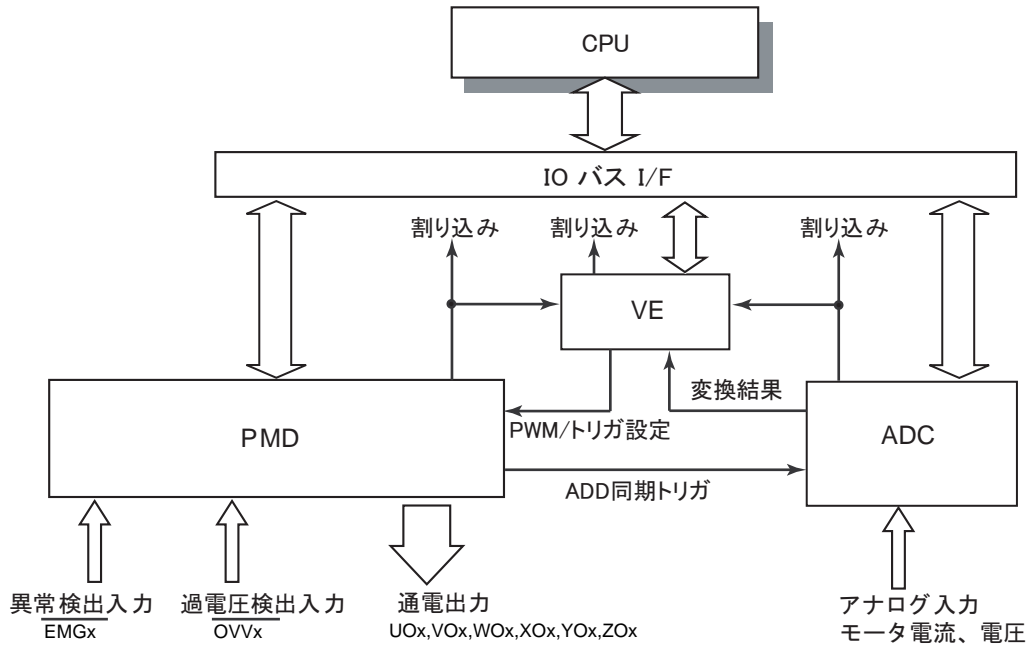 CPU
IO バス I/F
割り込み
割り込み
割り込み
VE
変換結果
PMD
PWM/トリガ設定
ADC
ADD同期トリガ
異常検出入力
EMGx
過電圧検出入力
OVVx
通電出力
UOx,VOx,WOx,XOx,YOx,ZOx
アナログ入力
モータ電流、電圧